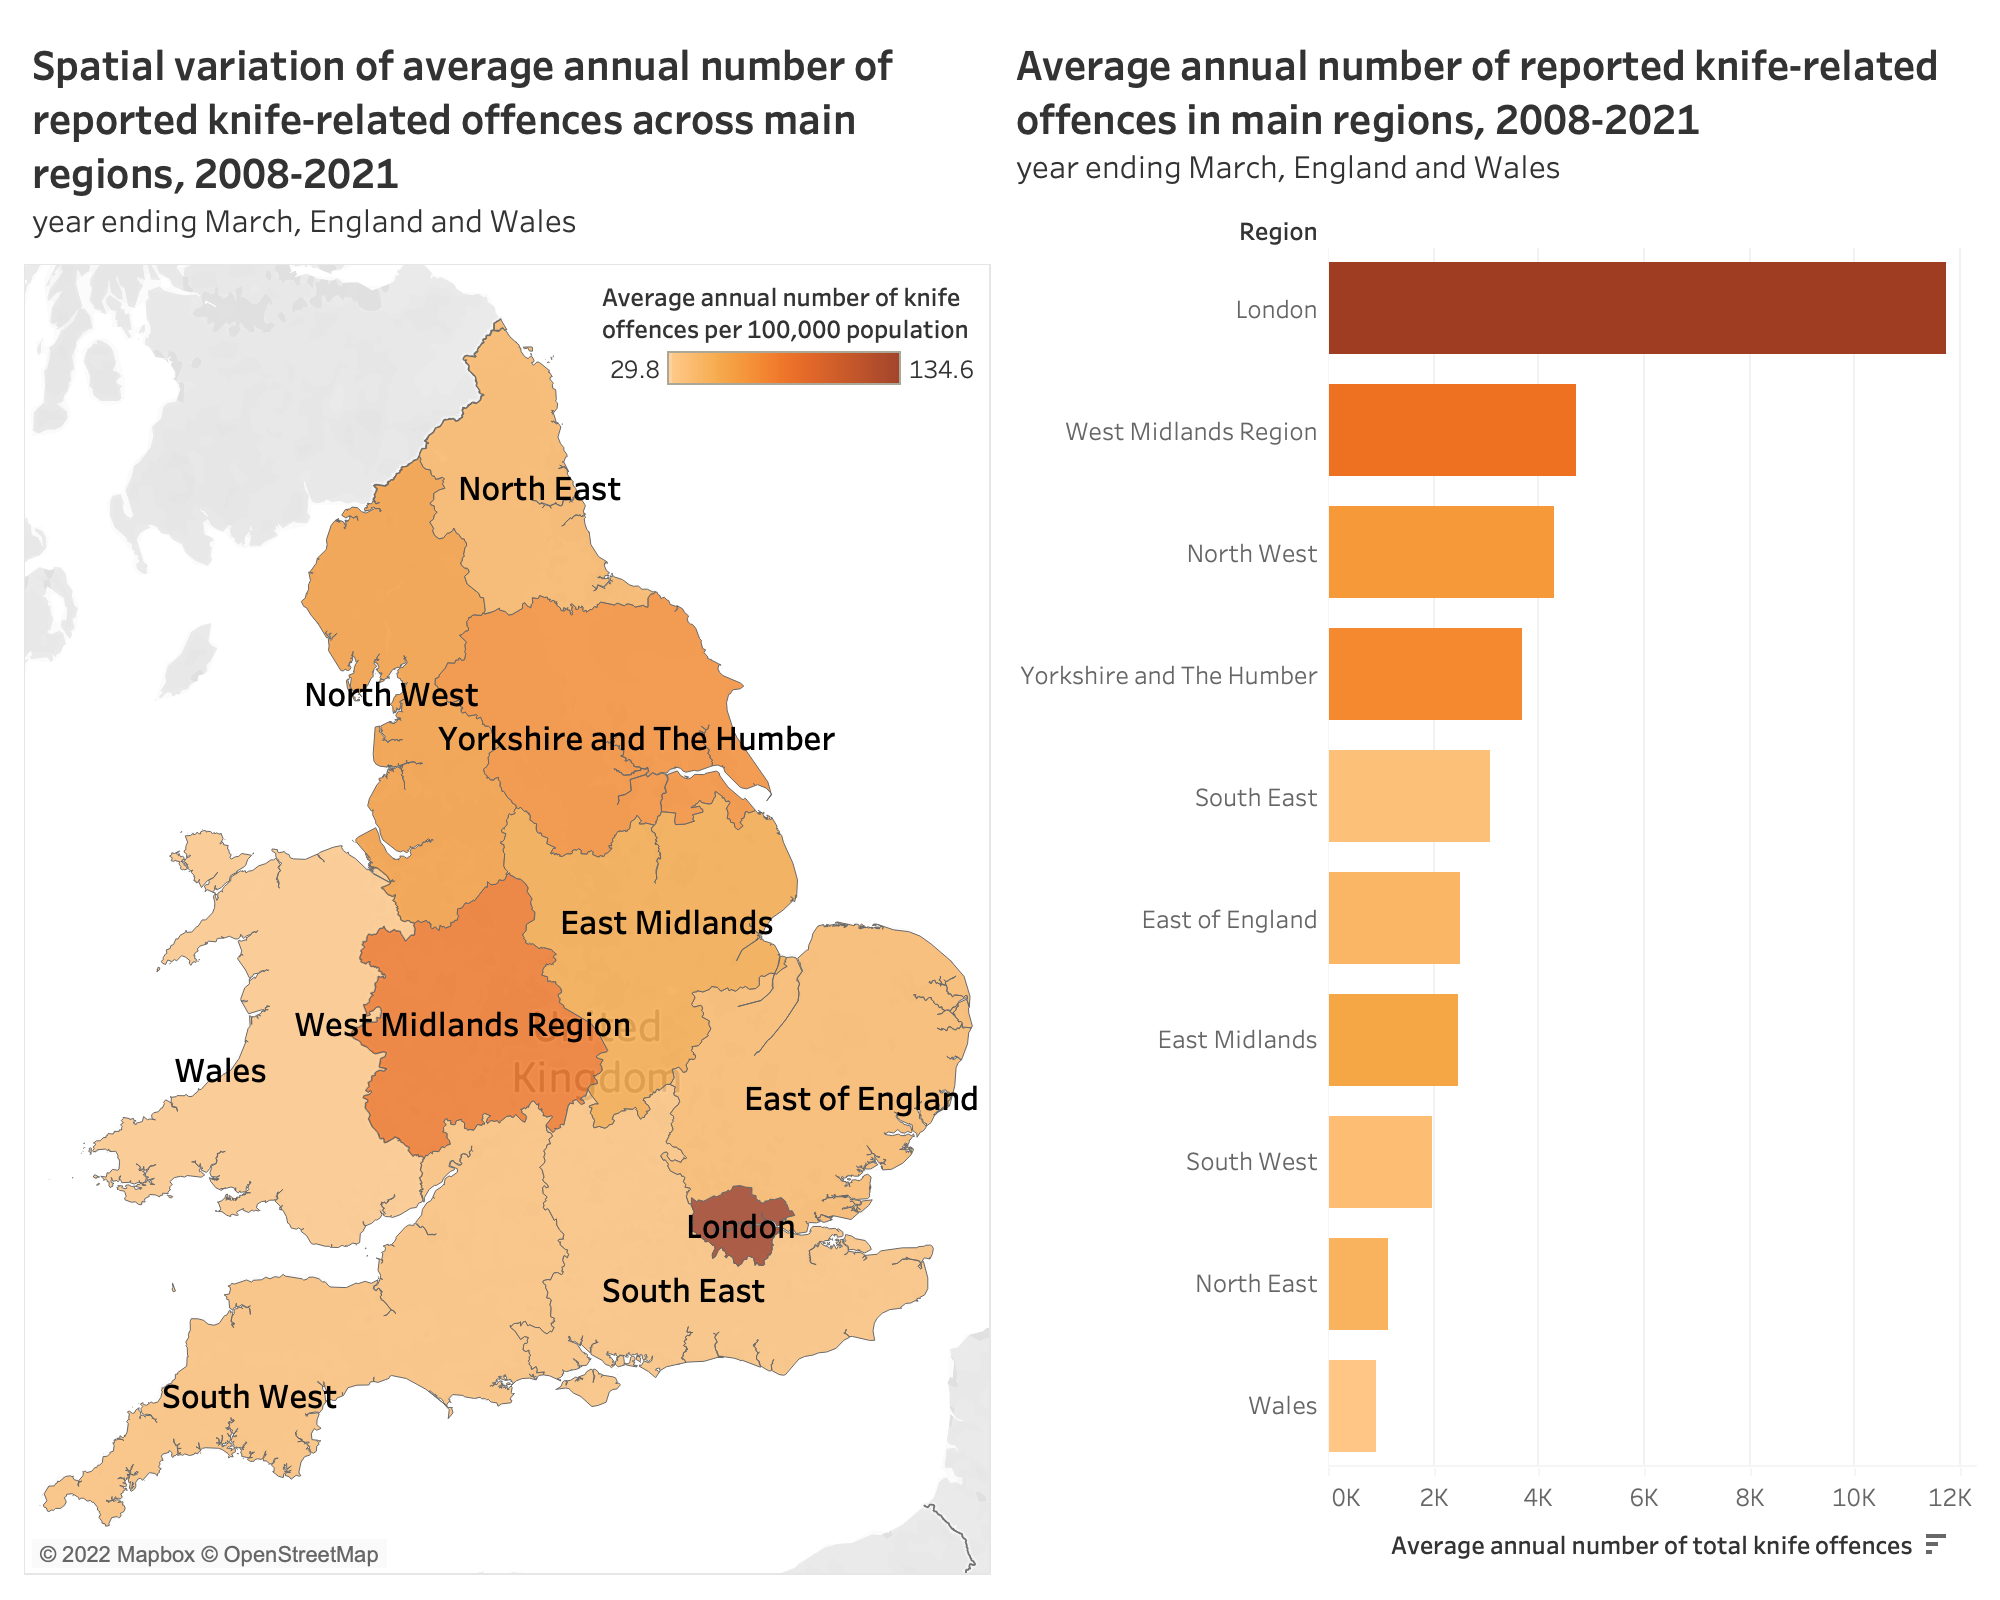 Spatial variation of average annual number of
reported knife-related offences across main
regions, 2008-2021
year ending March, England and Wales
Average annual number of knife
offences per 100,000 population
29.8
134.6
North East
North West
Yorkshire and The Humber
East Midlands
West Midlands Region
United
Kingdom
Wales
East of England
London
South East
South West
© 2022 Mapbox © OpenStreetMap
Average annual number of reported knife-related
offences in main regions, 2008-2021
year ending March, England and Wales
Region
London
West Midlands Region
North West
Yorkshire and The Humber
South East
East of England
East Midlands
South West
North East
Wales
0K 2K 4K 6K 8K 10K 12K
Average annual number of total knife offences